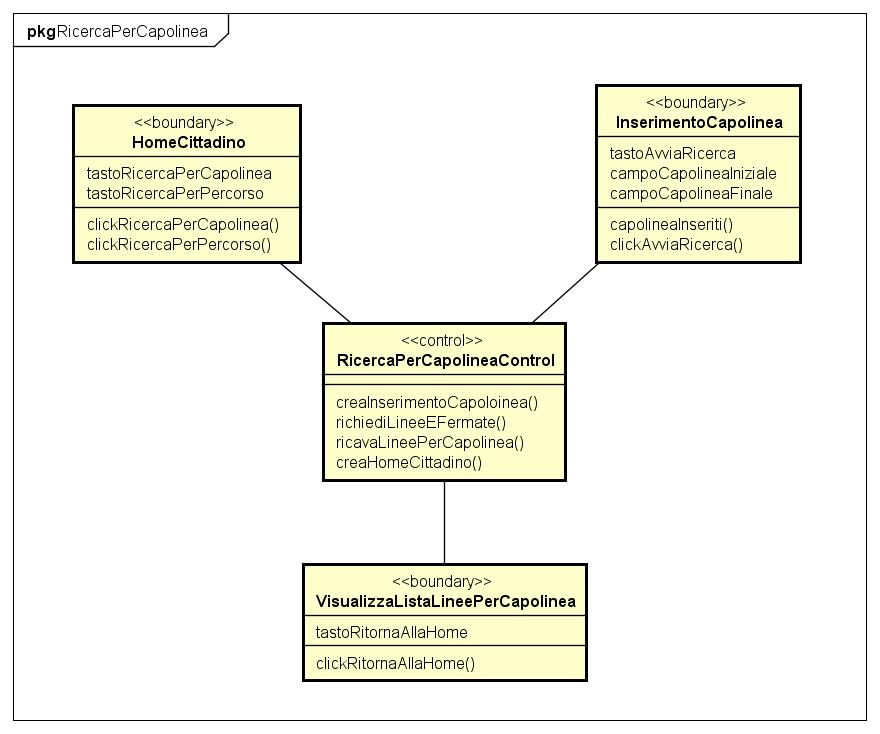 pkgRicercaPerCapolinea
<<boundary>>
HomeCittadino
tastoRicercaPerCapolinea
tastoRicercaPerPercorso
clickRicercaPerCapolinea()
clickRicercaPerPercorso()
<<boundary>>
InserimentoCapolinea
tastoAvviaRicerca
campoCapolineaIniziale
campoCapolineaFinale
capolineaInseriti()
clickAvviaRicerca()
<<control>>
RicercaPerCapolineaControl
creaInserimentoCapoloinea()
richiediLineeEFermate()
ricavaLineePerCapolinea()
creaHomeCittadino()
<<boundary>>
VisualizzaListaLineePerCapolinea
tastoRitornaAllaHome
clickRitornaAllaHome()